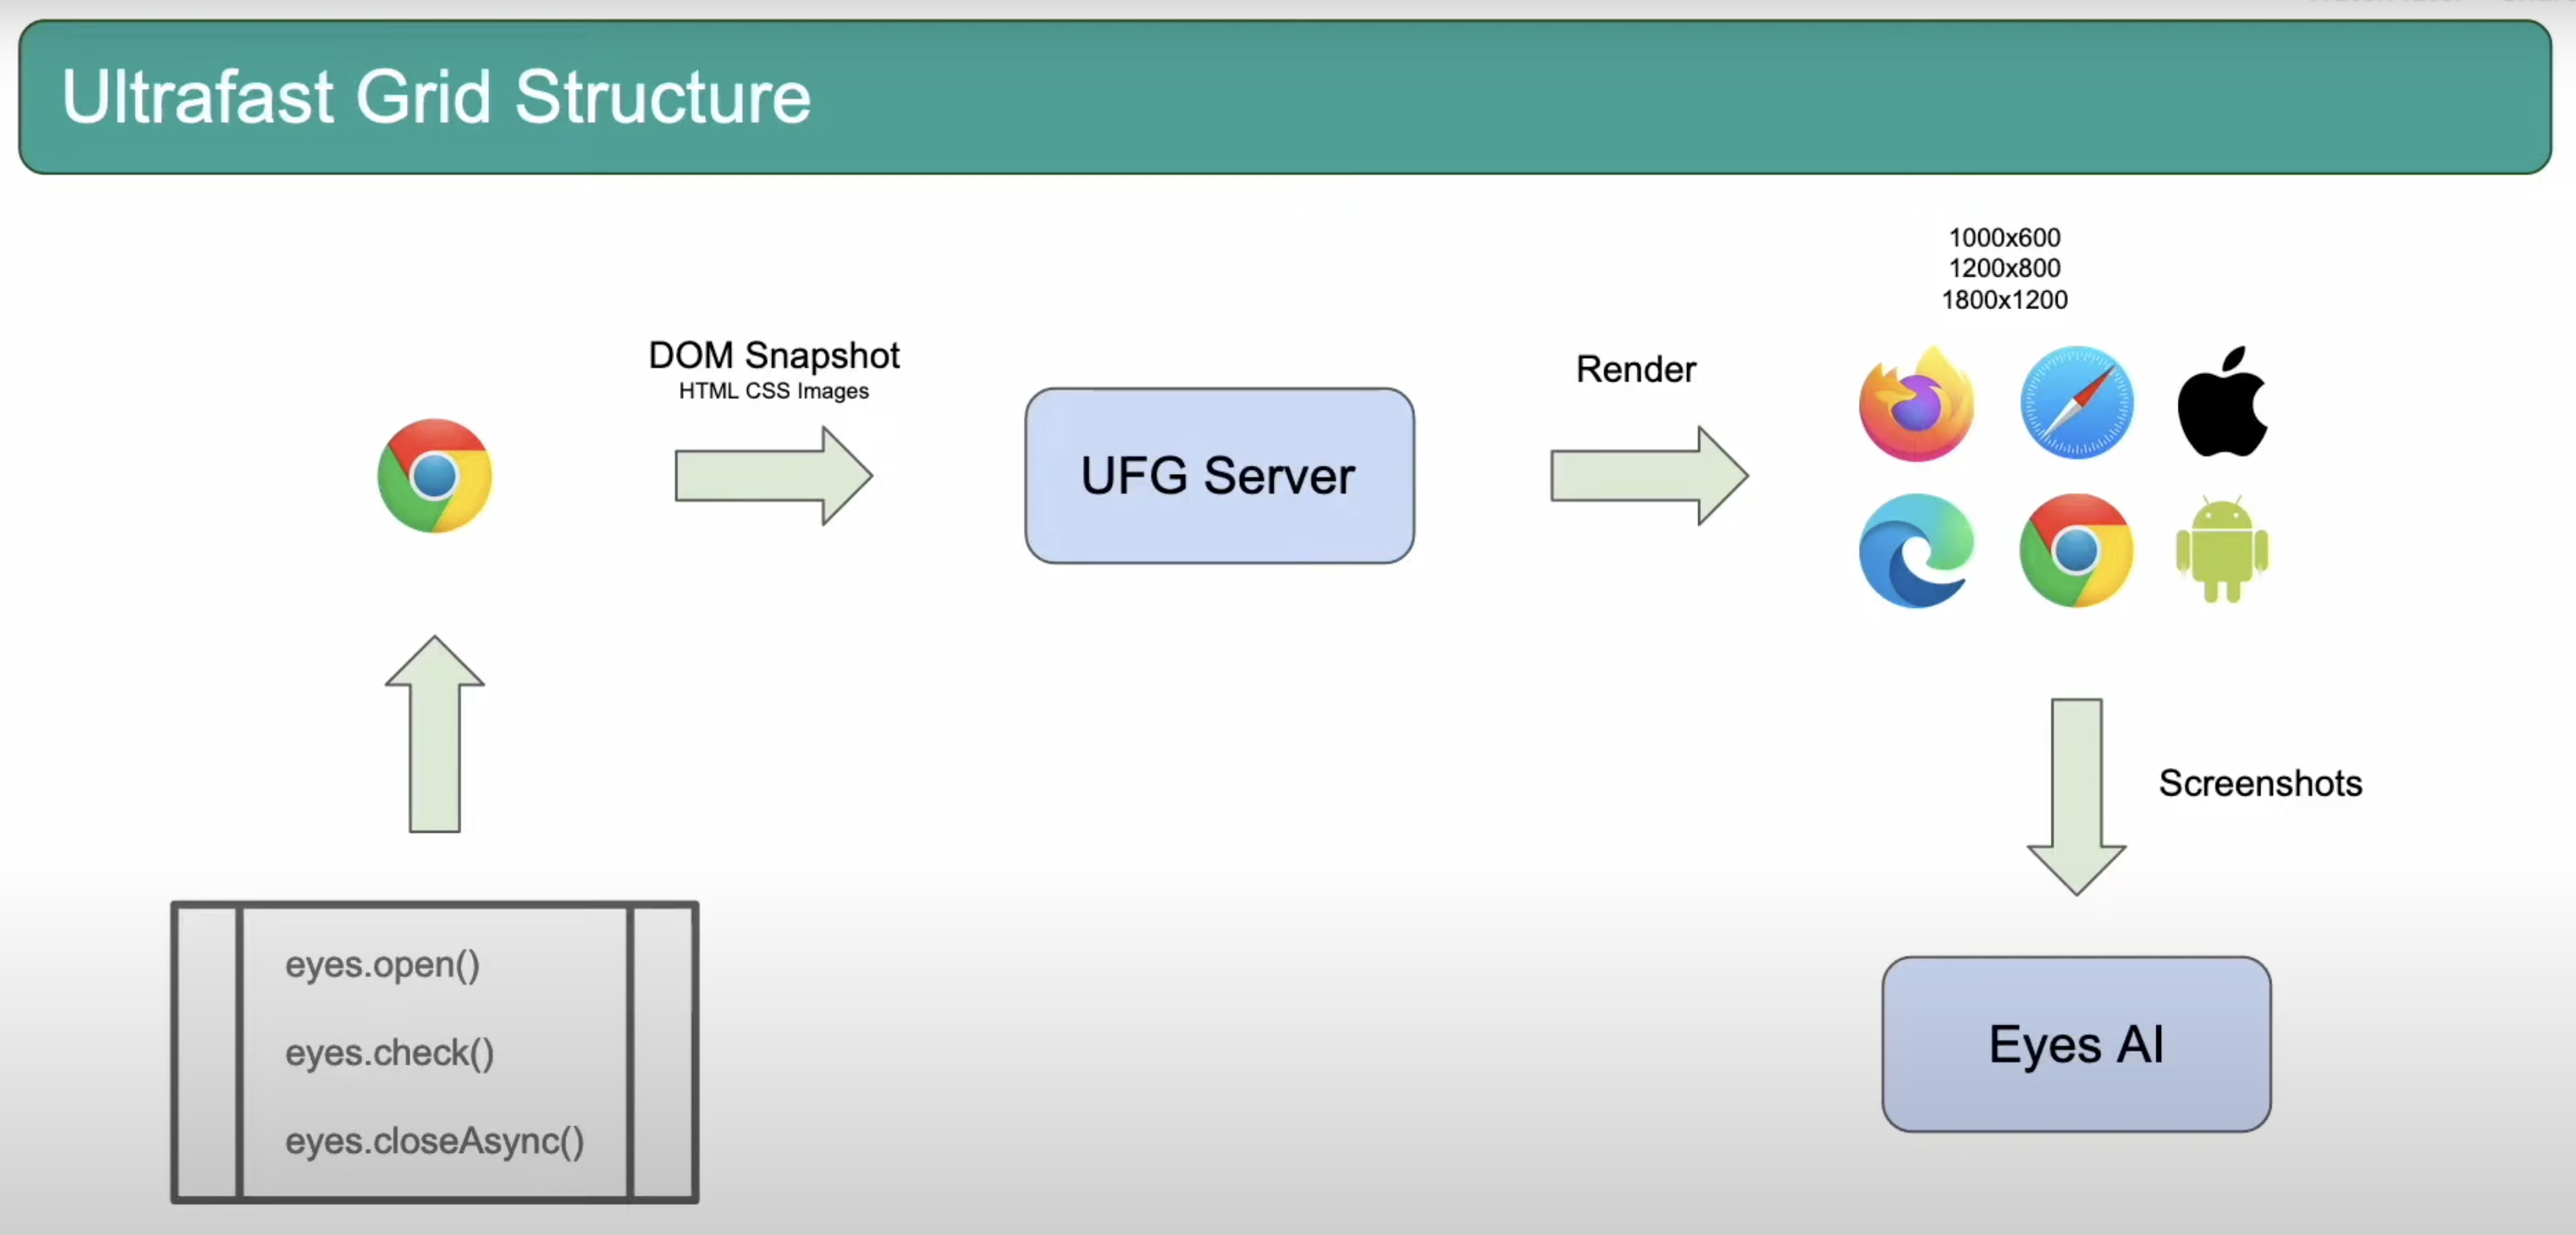 Ultrafast Grid Structure
1000x600
1200x800
1800x1200
DOM Snapshot
HTML CSS Images
Render
UFG Server
Screenshots
eyes.open()
eyes.check()
eyes.closeAsync()
Eyes AI